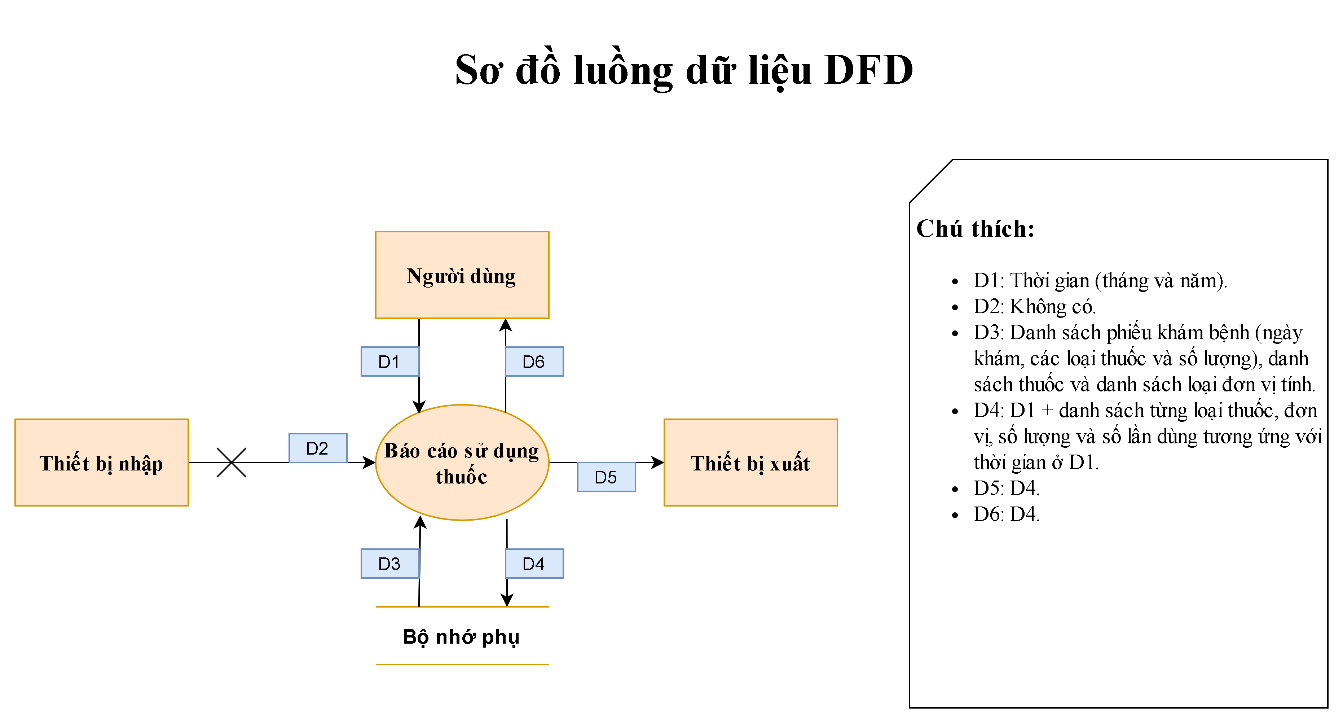 Sơ đồ luồng dữ liệu DFD
Người dùng
D1
D6
Thiết bị nhập
D2
Báo cáo sử dụng
thuốc
D5
Thiết bị xuất
D3
D4
Bộ nhớ phụ
Chú thích:
• D1: Thời gian (tháng và năm).
• D2: Không có.
• D3: Danh sách phiếu khám bệnh (ngày
khám, các loại thuốc và số lượng), danh
sách thuốc và danh sách loại đơn vị tính.
• D4: D1 + danh sách từng loại thuốc, đơn
vị, số lượng và số lần dùng tương ứng với
thời gian ở D1.
• D5: D4.
• D6: D4.